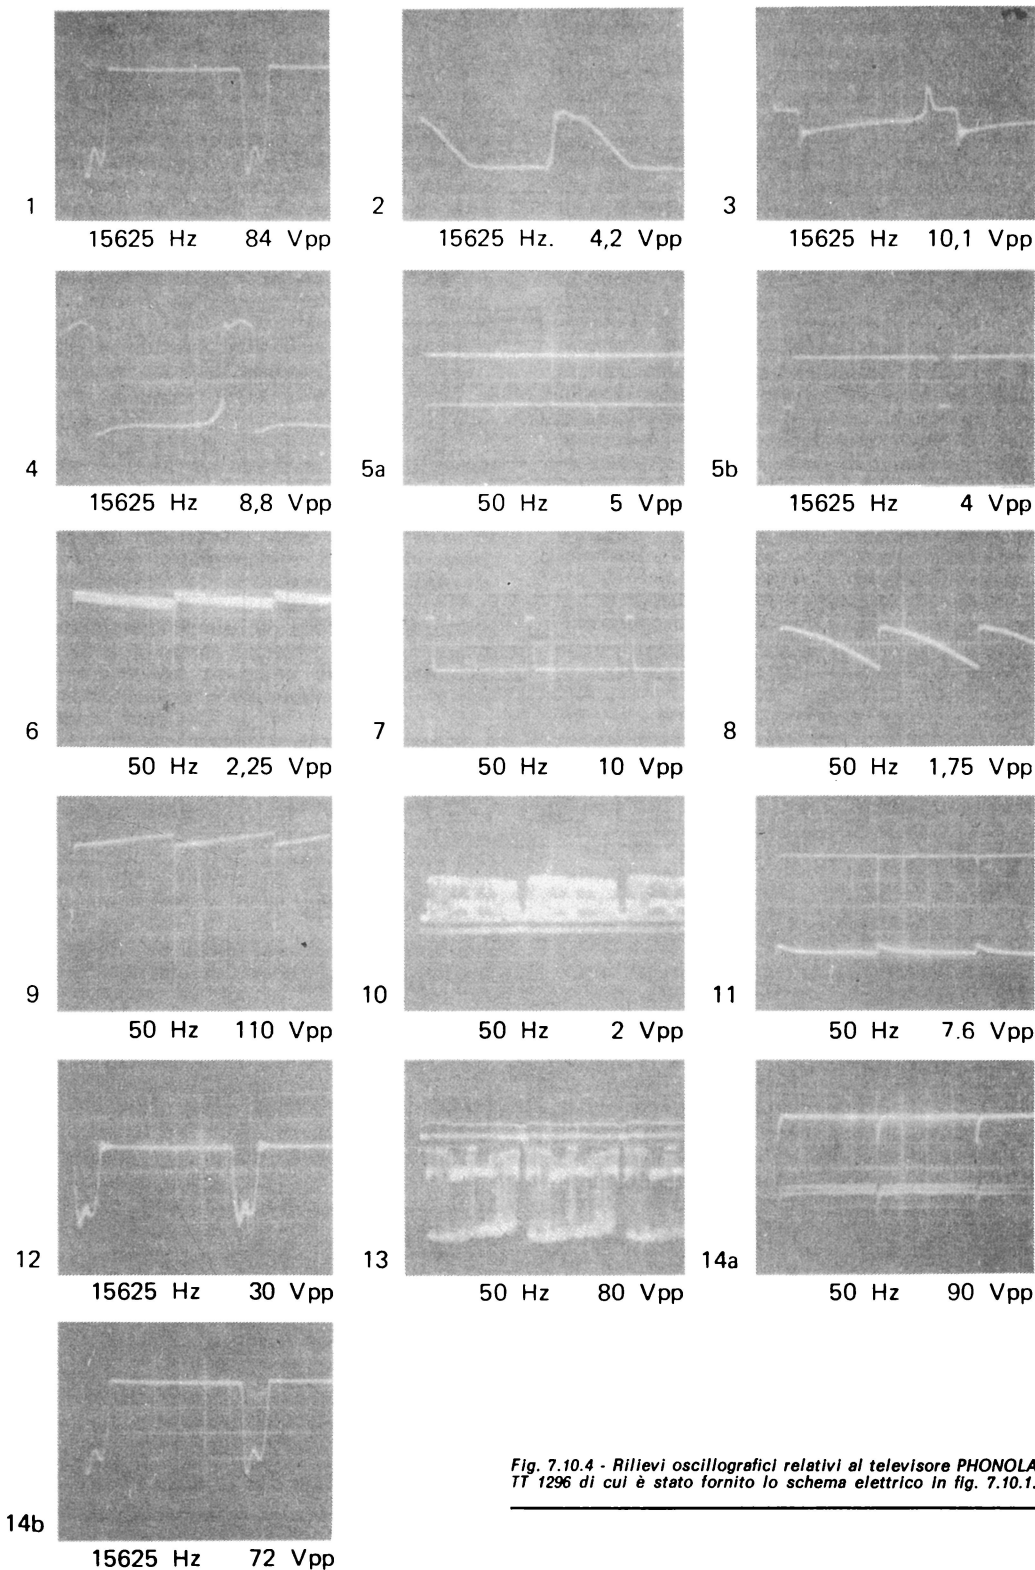 1
15625 Hz 84 Vpp
2
15625 Hz. 4,2 Vpp
3
15625 Hz 10,1 Vpp
4
15625 Hz 8,8 Vpp
5a
50 Hz 5 Vpp
5b
15625 Hz 4 Vpp
6
50 Hz 2,25 Vpp
7
50 Hz 10 Vpp
8
50 Hz 1,75 Vpp
9
50 Hz 110 Vpp
10
50 Hz 2 Vpp
11
50 Hz 7.6 Vpp
12
15625 Hz 30 Vpp
13
50 Hz 80 Vpp
14a
50 Hz 90 Vpp
14b
15625 Hz 72 Vpp
Fig. 7.10.4 - Rilievi oscillografici relativi al televisore PHONOLA
TT 1296 di cui è stato fornito lo schema elettrico in fig. 7.10.1.